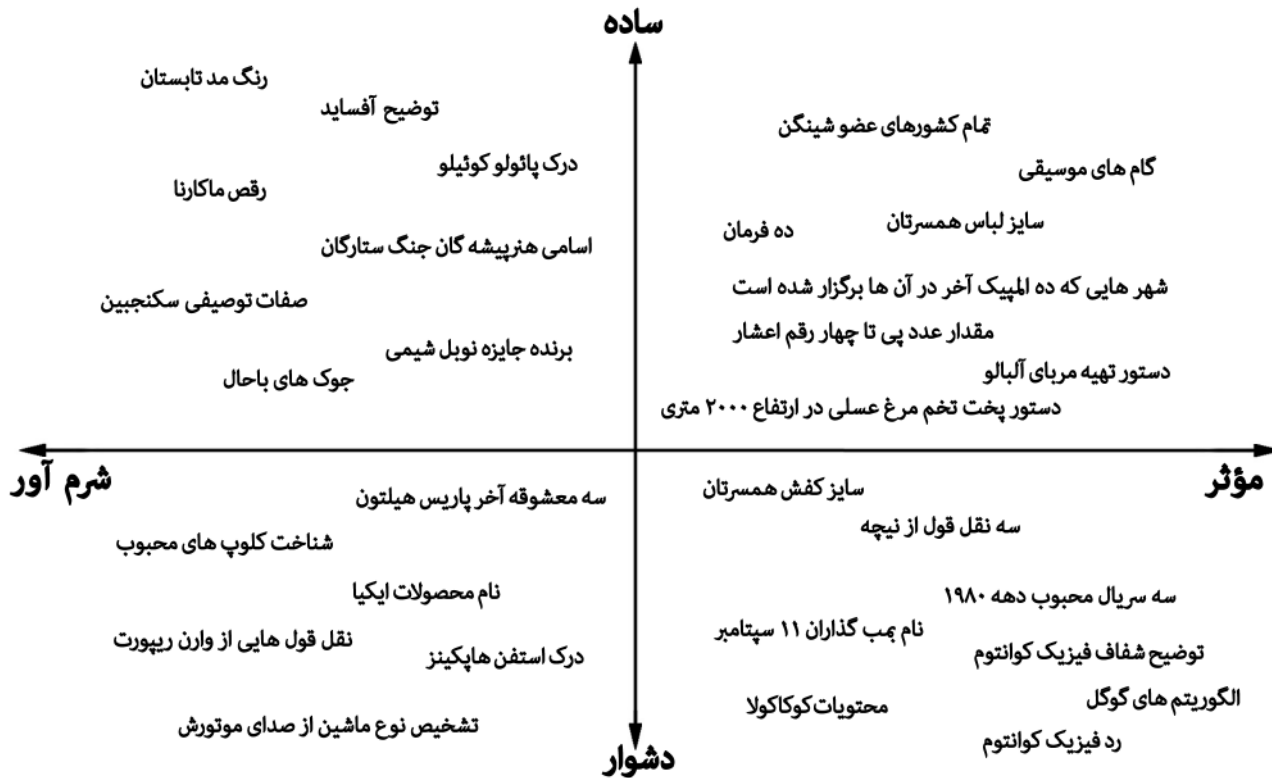 ساده
رنگ مد تابستان
توضیح آفساید
تمام کشورهای عضو شینگن
درک پائولو کوئیلو
گام های موسیقی
رقص ماکارنا
سایز لباس همسرتان
ده فرمان
اسامی هنرپیشه گان جنگ ستارگان
شهر هایی که ده المپیک آخر در آن ها برگزار شده است
صفات توصیفی سکنجبین
مقدار عدد پی تا چهار رقم اعشار
برنده جایزه نوبل شیمی
دستور تهیه مربای آلبالو
جوک های باحال
دستور پخت تخم مرغ عسلی در ارتفاع ۲۰۰۰ متری
مؤثر
شرم آور
سایز کفش همسرتان
سه معشوقه آخر پاریس هیلتون
سه نقل قول از نیچه
شناخت کلوپ های محبوب
سه سریال محبوب دهه ۱۹۸۰
نام محصولات ایکیا
نام بمب گذاران ۱۱ سپتامبر
نقل قول هایی از وارن ریپورت
توضیح شفاف فیزیک کوانتوم
درک استفن هاپکینز
الگوریتم های گوگل
محتویات کوکاکولا
تشخیص نوع ماشین از صدای موتورش
رد فیزیک کوانتوم
دشوار